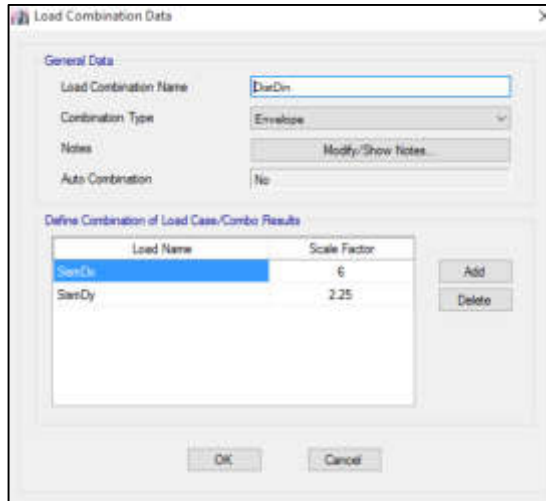 Load Combination Data
General Data
Load Combination Name
Combination Type Envelope
Notes Modify/Show Notes...
Auto Combination No
Define Combination of Load Case/Combo Results
Load Name Scale Factor
6 Add
2.25 Delete
OK Cancel